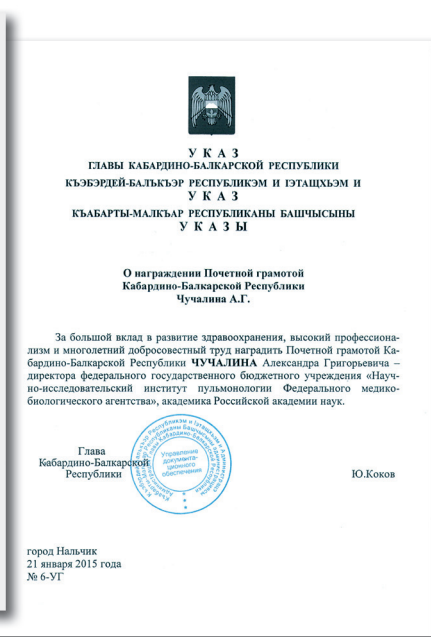 У К А З
ГЛАВЫ КАБАРДИНО-БАЛКАРСКОЙ РЕСПУБЛИКИ
КЪЭБЭРДЕЙ-БАЛЪКЪЭР РЕСПУБЛИКЭМ И ІЭТАЩХЬЭМ И
У К А З
КЪАБАРТЫ-МАЛКЪАР РЕСПУБЛИКАНЫ БАШЧЫСЫНЫ
У К А З Ы
О награждении Почетной грамотой
Кабардино-Балкарской Республики
Чучалина А.Г.
За большой вклад в развитие здравоохранения, высокий профессиона-
лизм и многолетний добросовестный труд наградить Почетной грамотой Ка-
бардино-Балкарской Республики ЧУЧАЛИНА Александра Григорьевича –
директора федерального государственного бюджетного учреждения «Науч-
но-исследовательский институт пульмонологии Федерального медико-
биологического агентства», академика Российской академии наук.
Глава
Кабардино-Балкарской
Республики
Ю.Коков
Управление
документа-
ционного
обеспечения
город Нальчик
21 января 2015 года
№ 6-УГ